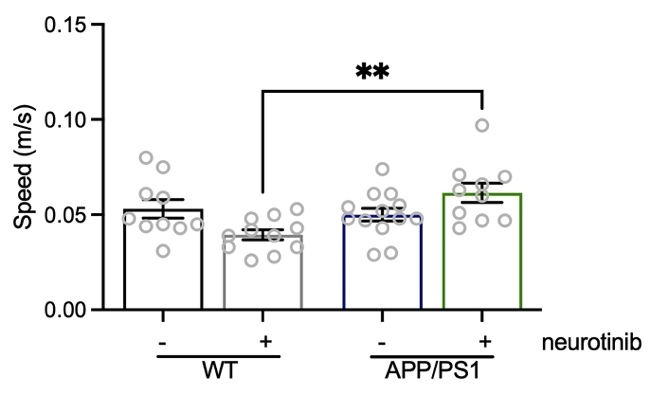 0.15
**
0.10
Speed (m/s)
0.05
0.00
- + - + neurotinib
WT APP/PS1